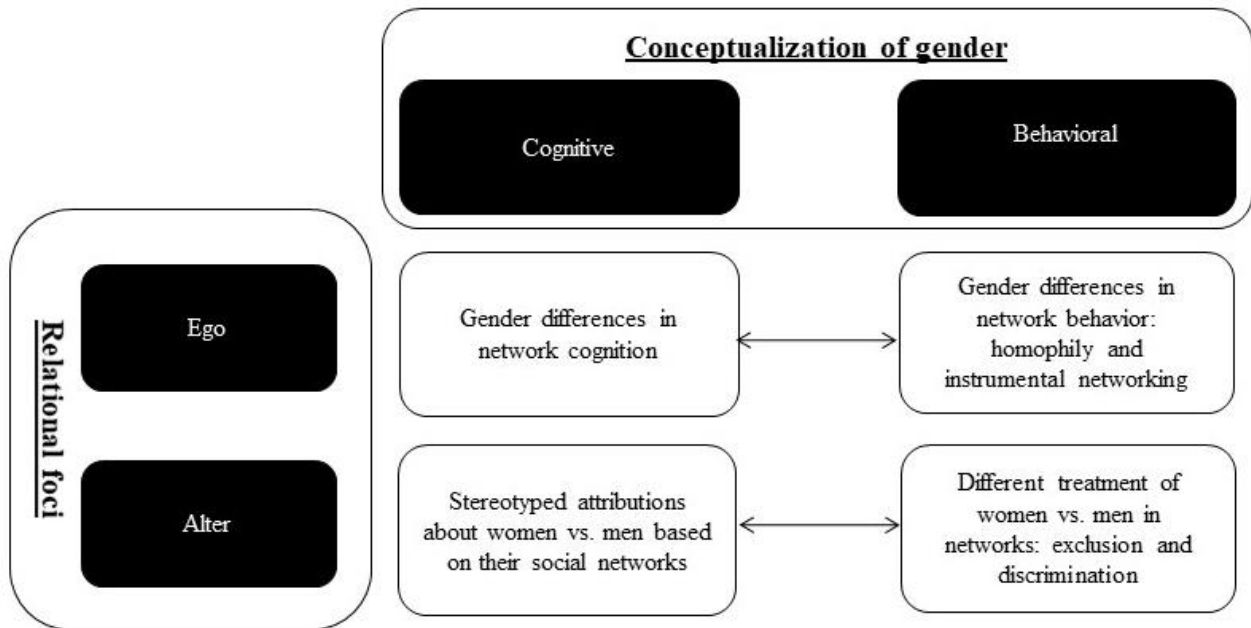 Conceptualization of gender
Cognitive
Behavioral
Relational foci
Ego
Gender differences in
network cognition
Gender differences in
network behavior:
homophily and
instrumental networking
Alter
Stereotyped attributions
about women vs. men based
on their social networks
Different treatment of
women vs. men in
networks: exclusion and
discrimination